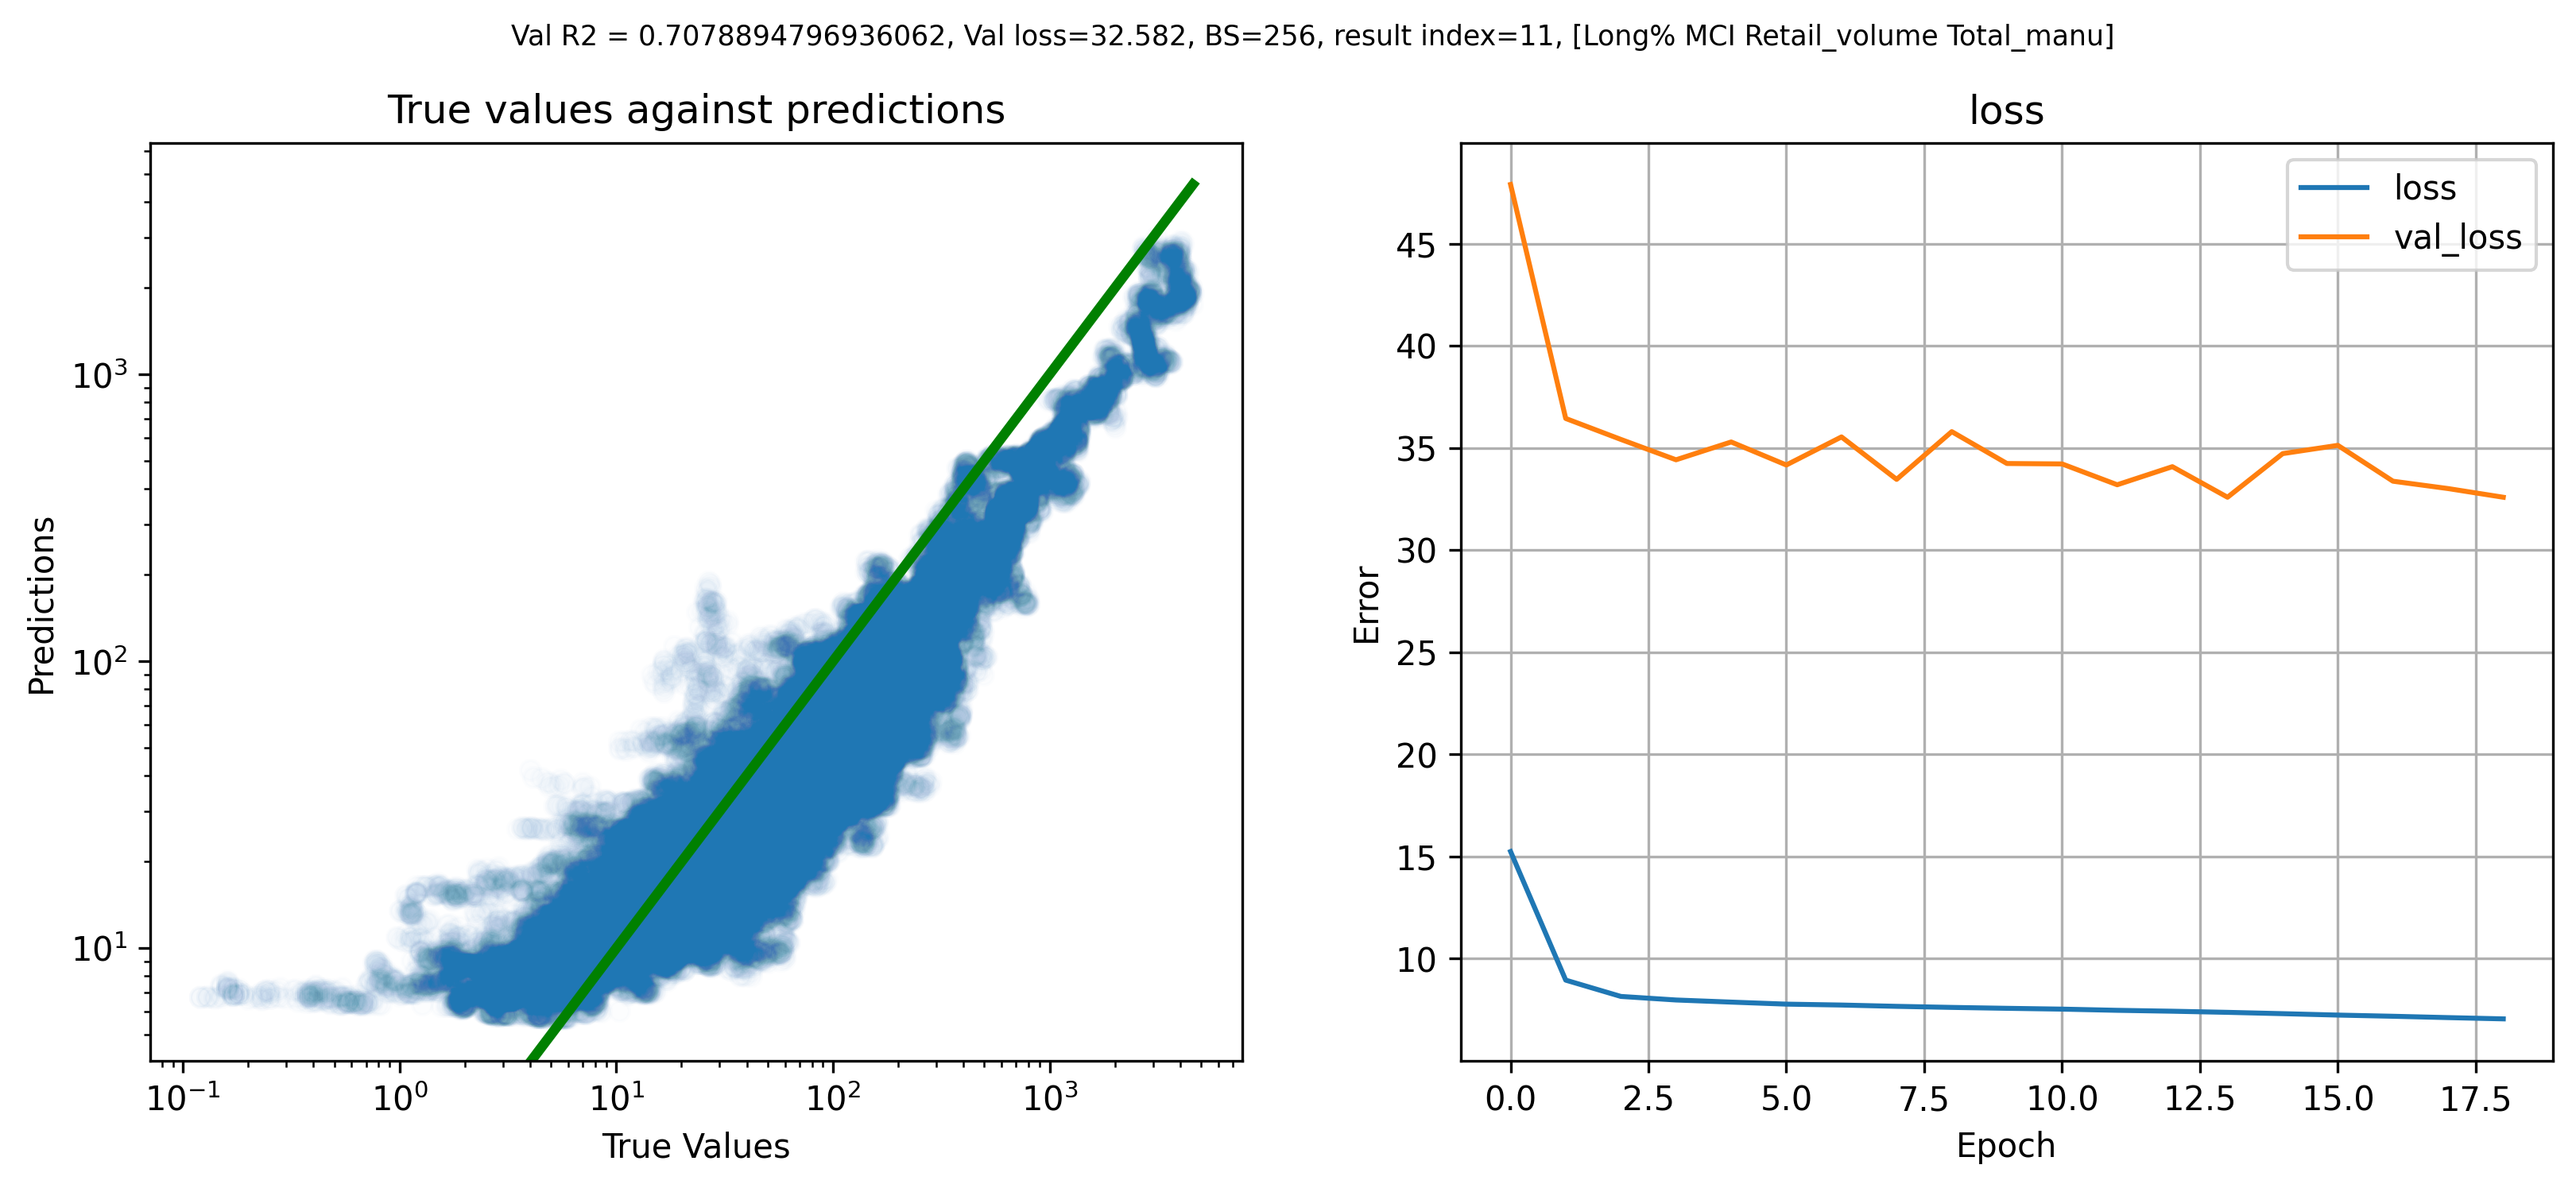 Val R2 = 0.7078894796936062, Val loss=32.582, BS=256, result index=11, [Long% MCI Retail_volume Total_manu]
True values against predictions
Predictions
10³
10²
10¹
10⁻¹ 10⁰ 10¹ 10² 10³
True Values
loss
loss
val_loss
Error
45
40
35
30
25
20
15
10
0.0 2.5 5.0 7.5 10.0 12.5 15.0 17.5
Epoch